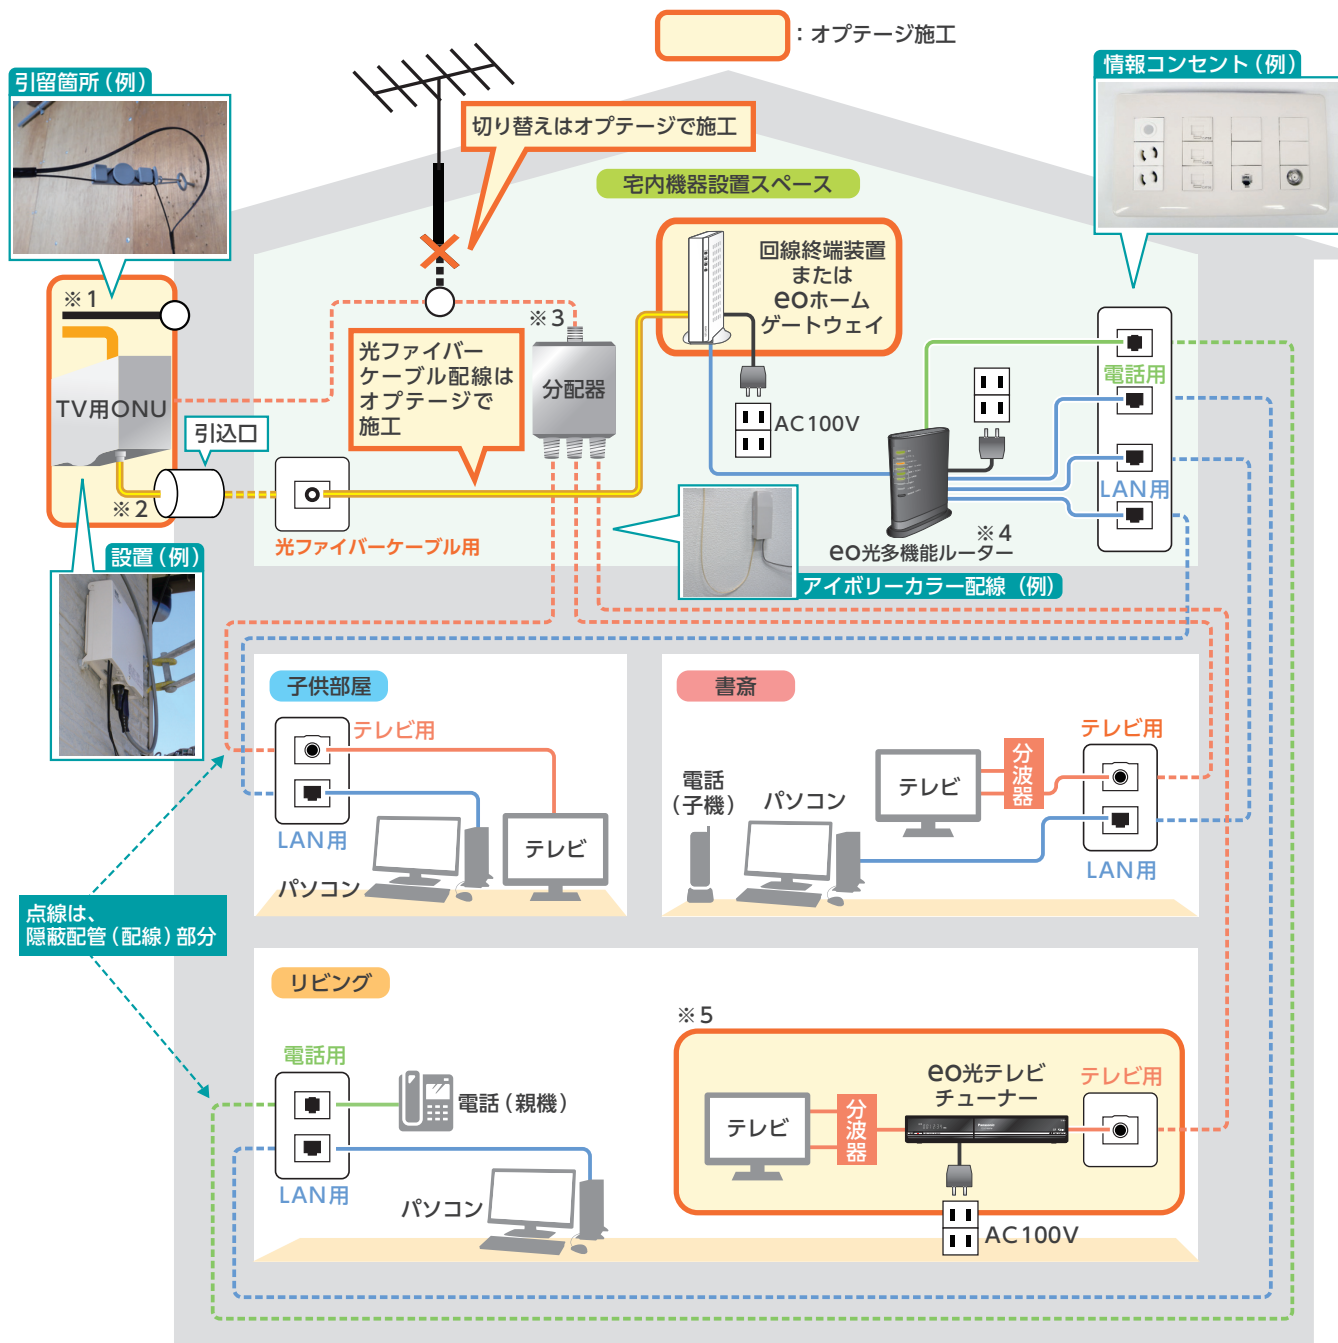 ：オプテージ施工
引留箇所（例）
情報コンセント（例）
切り替えはオプテージで施工
宅内機器設置スペース
回線終端装置
または
eoホーム
ゲートウェイ
※1
※3
光ファイバー
ケーブル配線は
オプテージで
施工
分配器
TV用ONU
引込口
AC100V
電話用
LAN用
※2
※4
eo光多機能ルーター
光ファイバーケーブル用
設置（例）
アイボリーカラー配線（例）
子供部屋
テレビ用
LAN用
パソコン
テレビ
書斎
テレビ用
分波器
テレビ
電話
（子機）
パソコン
LAN用
点線は、
隠蔽配管（配線）部分
リビング
電話用
電話（親機）
LAN用
パソコン
※5
eo光テレビ
チューナー
テレビ用
テレビ
分波器
AC100V